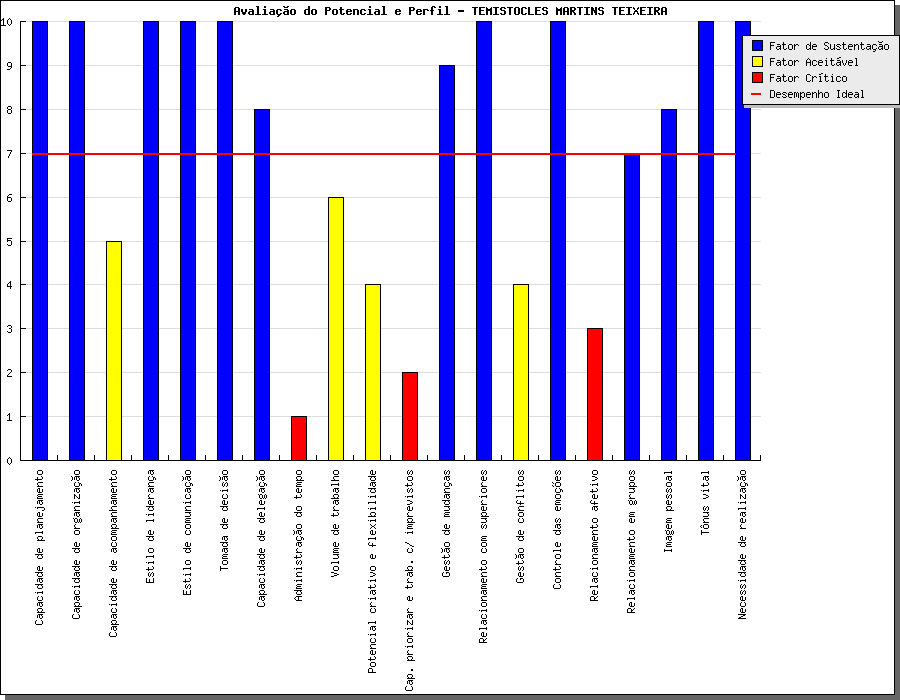 Avaliação do Potencial e Perfil - TEMISTOCLES MARTINS TEIXEIRA
Fator de Sustentação
Fator Aceitável
Fator Crítico
Desempenho Ideal
10
9
8
7
6
5
4
3
2
1
0
Capacidade de planejamento
Capacidade de organização
Capacidade de acompanhamento
Estilo de liderança
Estilo de comunicação
Tomada de decisão
Capacidade de delegação
Administração do tempo
Volume de trabalho
Potencial criativo e flexibilidade
Cap. priorizar e trab. c/ imprevistos
Gestão de mudanças
Relacionamento com superiores
Gestão de conflitos
Controle das emoções
Relacionamento afetivo
Relacionamento em grupos
Imagem pessoal
Tônus vital
Necessidade de realização